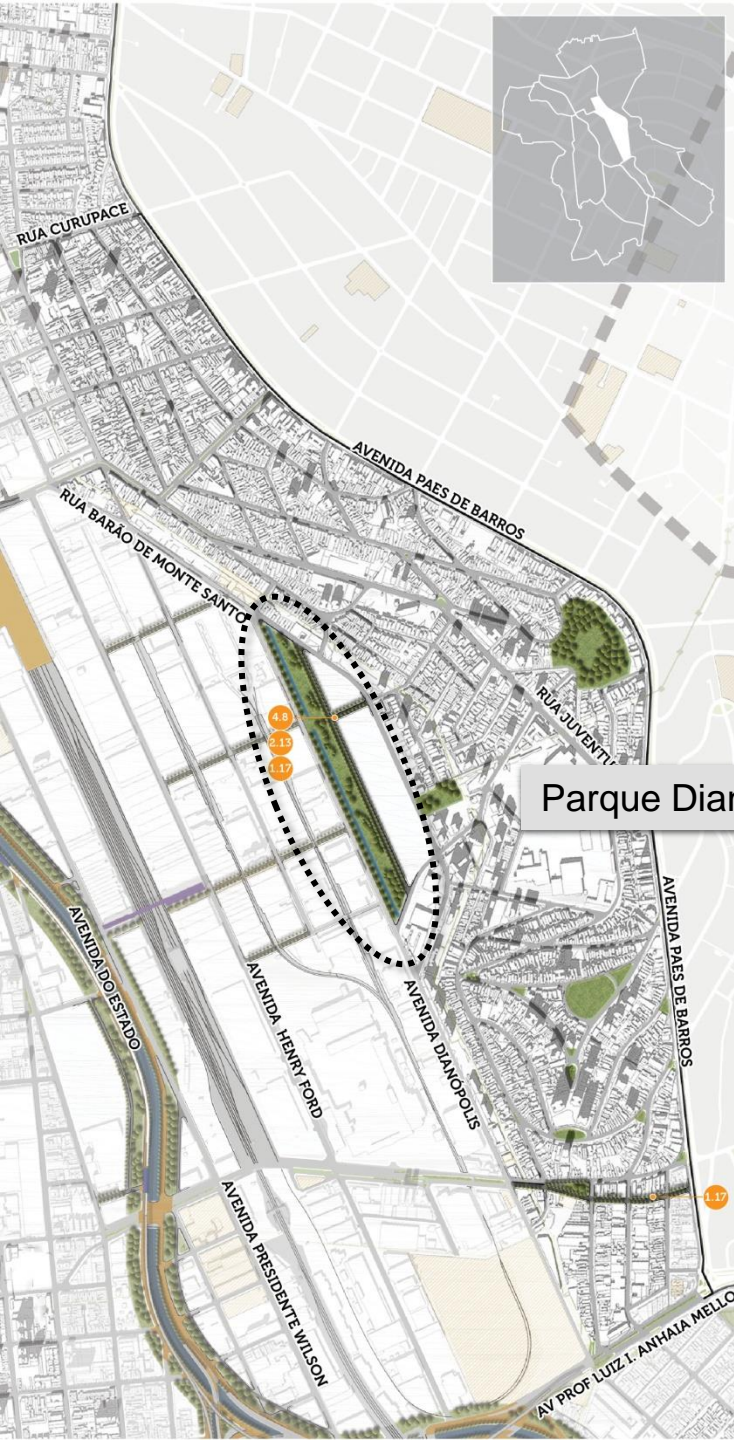 RUA CURUPACE
AVENIDA PAES DE BARROS
RUA BARÃO DE MONTE SANTO
4.8
2.13
1.17
Parque
AVENIDA PAES DE BARROS
AVENIDA DO ESTADO
AVENIDA HENRY FORD
AVENIDA DIANÓPOLIS
1.17
AVENIDA PRESIDENTE WILSON
AV PROF LUIZ I. ANHAIA MELLO
RUA